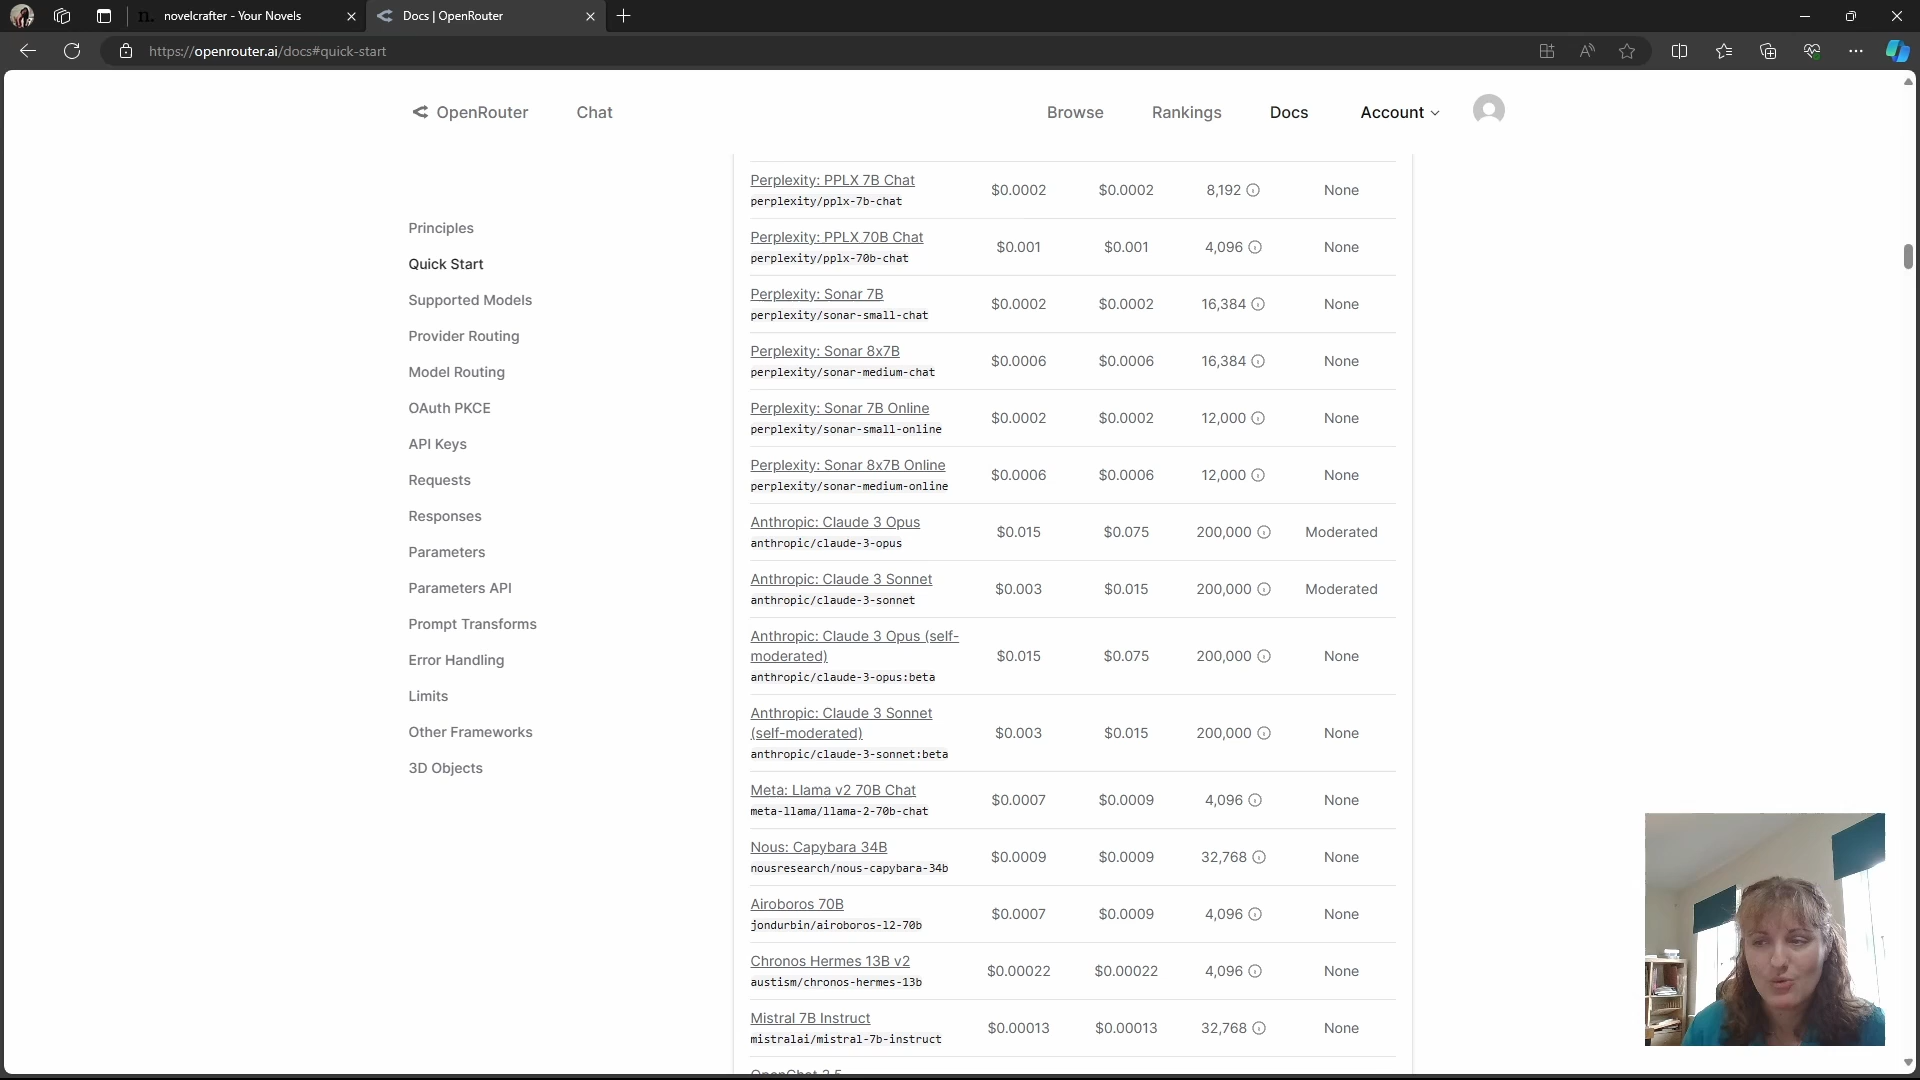 novelcrafter - Your Novels
Docs | OpenRouter
https://openrouter.ai/docs#quick-start
OpenRouter
Chat
Browse
Rankings
Docs
Account
Principles
Quick Start
Supported Models
Provider Routing
Model Routing
OAuth PKCE
API Keys
Requests
Responses
Parameters
Parameters API
Prompt Transforms
Error Handling
Limits
Other Frameworks
3D Objects
Perplexity: PPLX 7B Chat $0.0002 $0.0002 8,192 None
perplexity/pplx-7b-chat
Perplexity: PPLX 70B Chat $0.001 $0.001 4,096 None
perplexity/pplx-70b-chat
Perplexity: Sonar 7B $0.0002 $0.0002 16,384 None
perplexity/sonar-small-chat
Perplexity: Sonar 8x7B $0.0006 $0.0006 16,384 None
perplexity/sonar-medium-chat
Perplexity: Sonar 7B Online $0.0002 $0.0002 12,000 None
perplexity/sonar-small-online
Perplexity: Sonar 8x7B Online $0.0006 $0.0006 12,000 None
perplexity/sonar-medium-online
Anthropic: Claude 3 Opus $0.015 $0.075 200,000 Moderated
anthropic/claude-3-opus
Anthropic: Claude 3 Sonnet $0.003 $0.015 200,000 Moderated
anthropic/claude-3-sonnet
Anthropic: Claude 3 Opus (self-
moderated) $0.015 $0.075 200,000 None
anthropic/claude-3-opus:beta
Anthropic: Claude 3 Sonnet
(self-moderated) $0.003 $0.015 200,000 None
anthropic/claude-3-sonnet:beta
Meta: Llama v2 70B Chat $0.0007 $0.0009 4,096 None
meta-llama/llama-2-70b-chat
Nous: Capybara 34B $0.0009 $0.0009 32,768 None
nousresearch/nous-capybara-34b
Airoboros 70B $0.0007 $0.0009 4,096 None
jondurbin/airoboros-l2-70b
Chronos Hermes 13B v2 $0.00022 $0.00022 4,096 None
austism/chronos-hermes-13b
Mistral 7B Instruct $0.00013 $0.00013 32,768 None
mistralai/mistral-7b-instruct
OpenChat 3.5